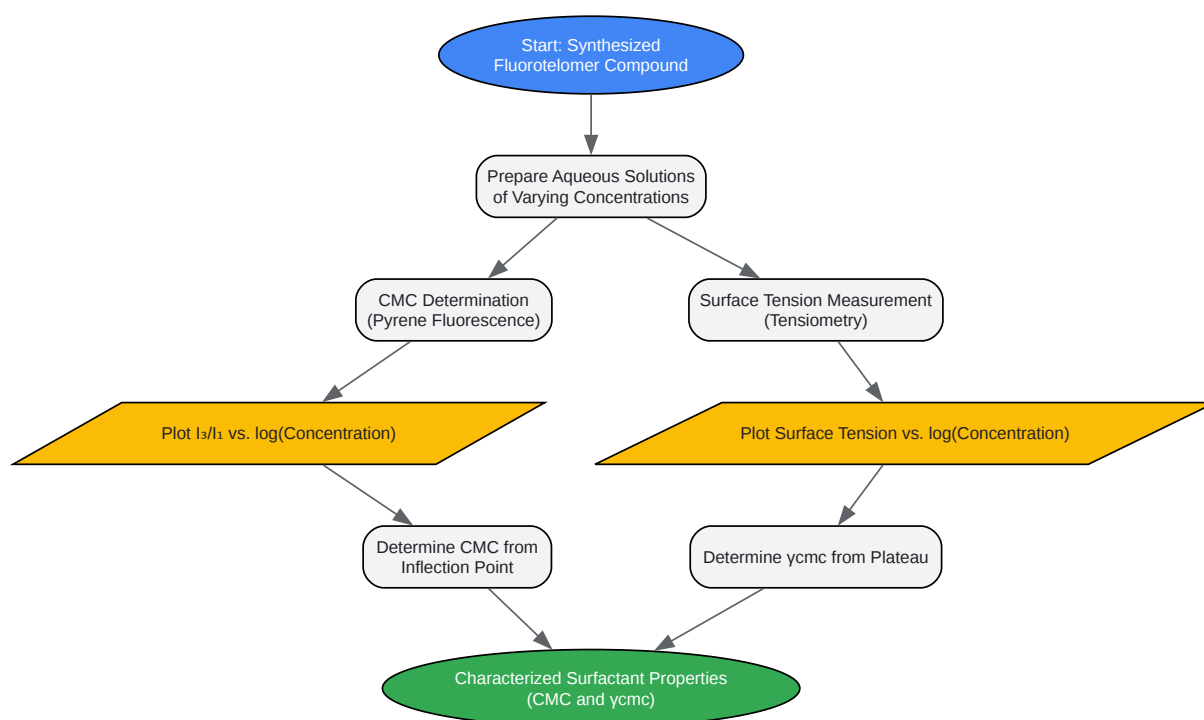 Start: Synthesized
Fluorotelomer Compound
Prepare Aqueous Solutions
of Varying Concentrations
CMC Determination
(Pyrene Fluorescence)
Surface Tension Measurement
(Tensiometry)
Plot I₃/I₁ vs. log(Concentration)
Plot Surface Tension vs. log(Concentration)
Determine CMC from
Inflection Point
Determine γcmc from Plateau
Characterized Surfactant Properties
(CMC and γcmc)